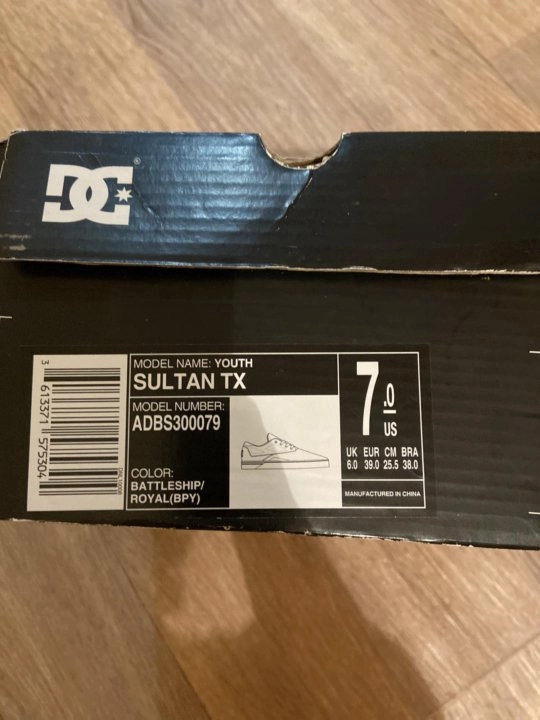 DC®
MODEL NAME: YOUTH
SULTAN TX
MODEL NUMBER:
ADBS300079
COLOR:
BATTLESHIP/
ROYAL(BPY)
7.0
US
UK EUR CM BRA
6.0 39.0 25.5 38.0
MANUFACTURED IN CHINA
3 613371 575304